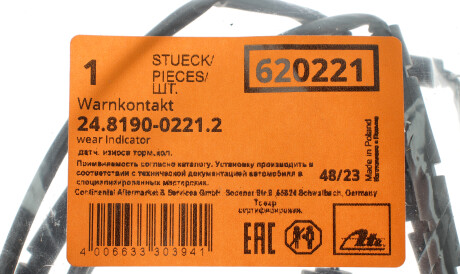 1
STUECK/
PIECES/
ШТ.
620221
Warnkontakt
24.8190-0221.2
wear indicator
датч. износа торм.кол.
Применяемость согласно каталогу. Установку производить в
соответствии с технической документацией автомобиля в
специализированных мастерских.
Continental Aftermarket & Services GmbH Sodener Str.9 65824 Schwalbach, Germany
48/23
Made in Poland
Изготовлено в Польше
Товар
сертифицирован.
4 006633 303941
EAC
ate